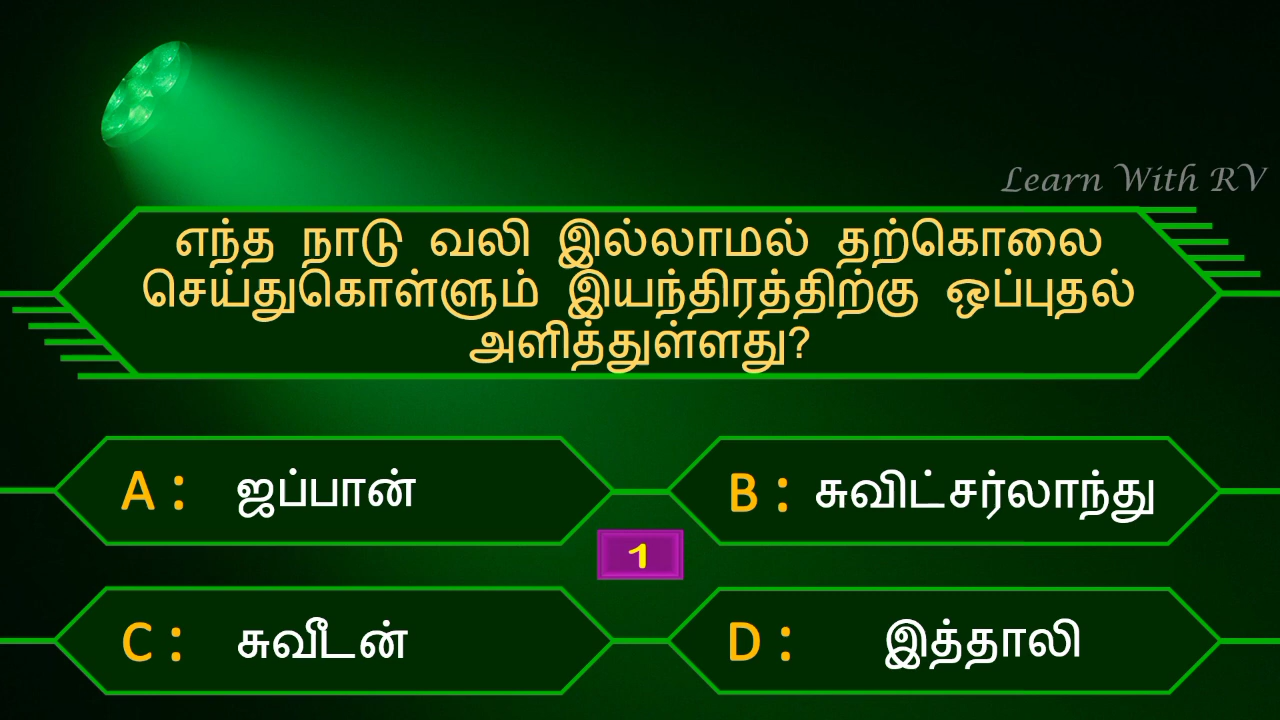 Learn With RV
எந்த நாடு வலி இல்லாமல் தற்கொலை
செய்துகொள்ளும் இயந்திரத்திற்கு ஒப்புதல்
அளித்துள்ளது?
A : ஜப்பான்
B : சுவிட்சர்லாந்து
1
C : சுவீடன்
D : இத்தாலி